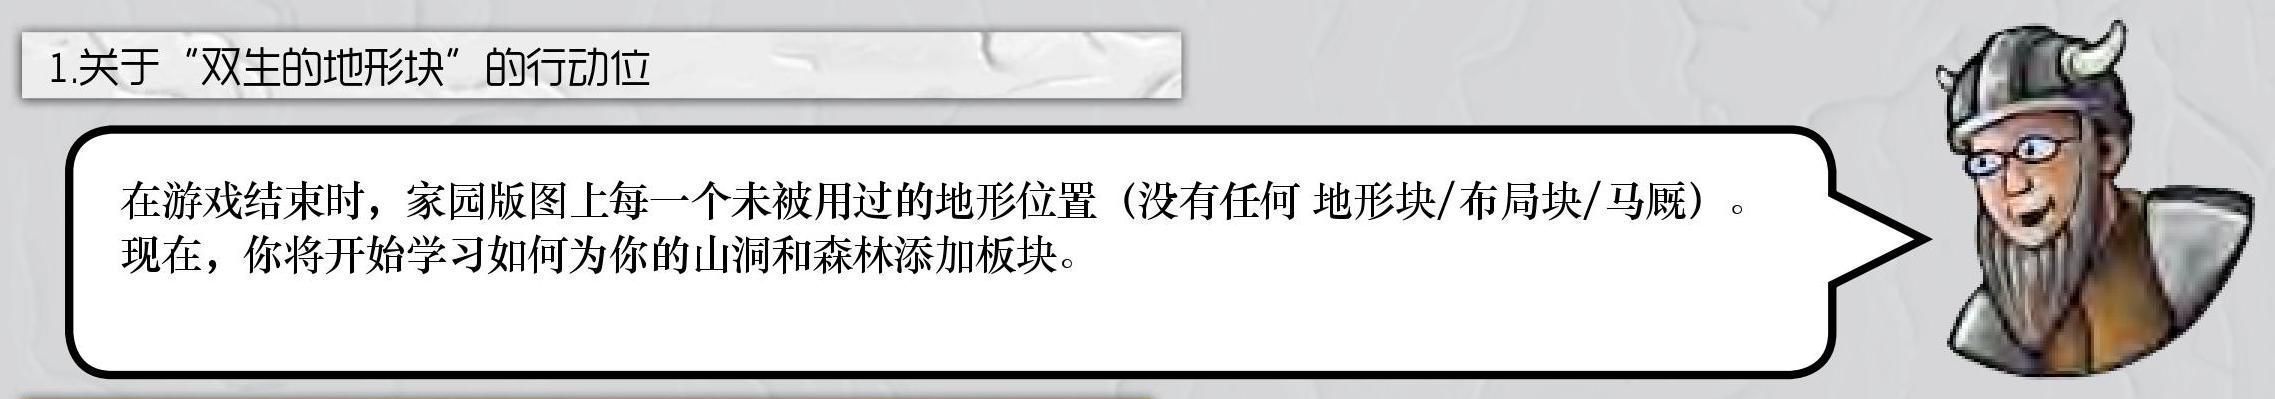 1.关于“双生的地形块”的行动位
在游戏结束时，家园版图上每一个未被用过的地形位置（没有任何 地形块/布局块/马厩）。
现在，你将开始学习如何为你的山洞和森林添加板块。